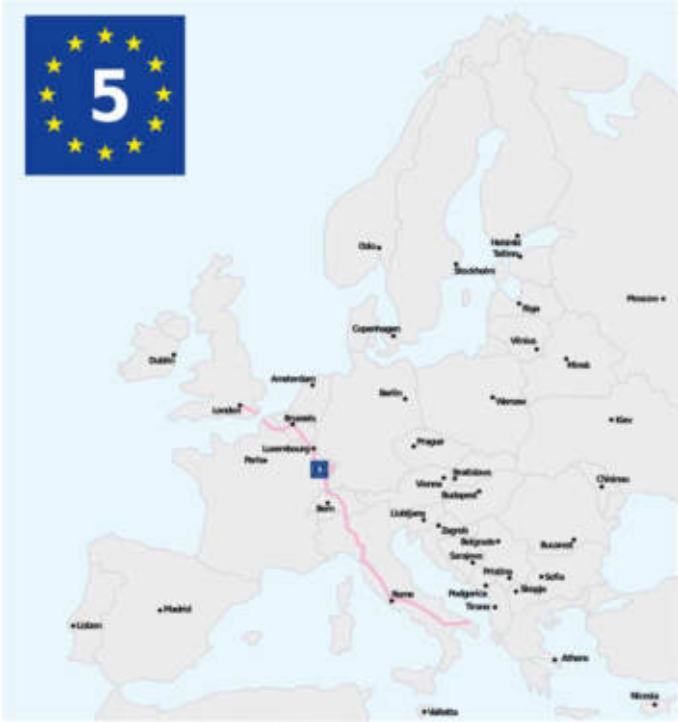 5
Oslo
Helsinki
Tallinn
Stockholm
Moscow
Riga
Copenhagen
Vilnius
Dublin
Minsk
Amsterdam
Berlin
Warsaw
London
Kiev
Brussels
Prague
Luxembourg
Paris
Bratislava
Vienna
Chisinau
Budapest
Bern
Ljubljana
Zagreb
Belgrade
Bucarest
Sarajevo
Pristina
Sofia
Podgorica
Skopje
Rome
Tirane
Madrid
Lisbon
Athens
Nicosia
Valletta